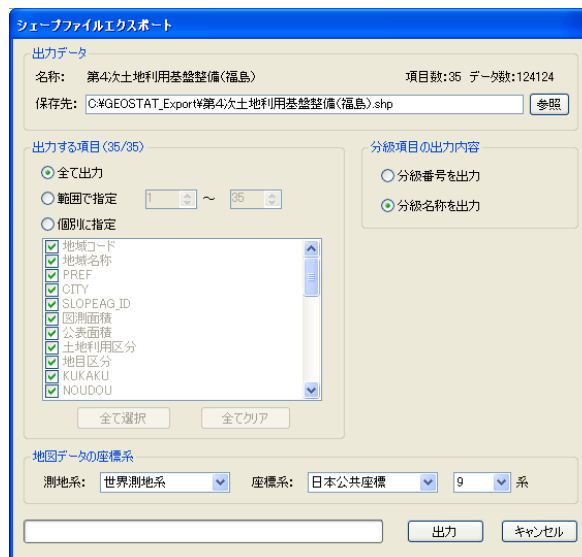 シェープファイルエクスポート
出力データ
名称: 第4次土地利用基盤整備(福島) 項目数:35 データ数:124124
保存先: C:¥GEOSTAT_Export¥第4次土地利用基盤整備(福島).shp 参照
出力する項目(35/35)
全て出力
範囲で指定 1 ～ 35
個別に指定
地域コード
地域名称
PREF
CITY
SLOPEAG_ID
図測面積
公表面積
土地利用区分
地目区分
KUKAKU
NOUDOU
全て選択 全てクリア
分級項目の出力内容
分級番号を出力
分級名称を出力
地図データの座標系
測地系: 世界測地系 座標系: 日本公共座標 9 系
出力 キャンセル